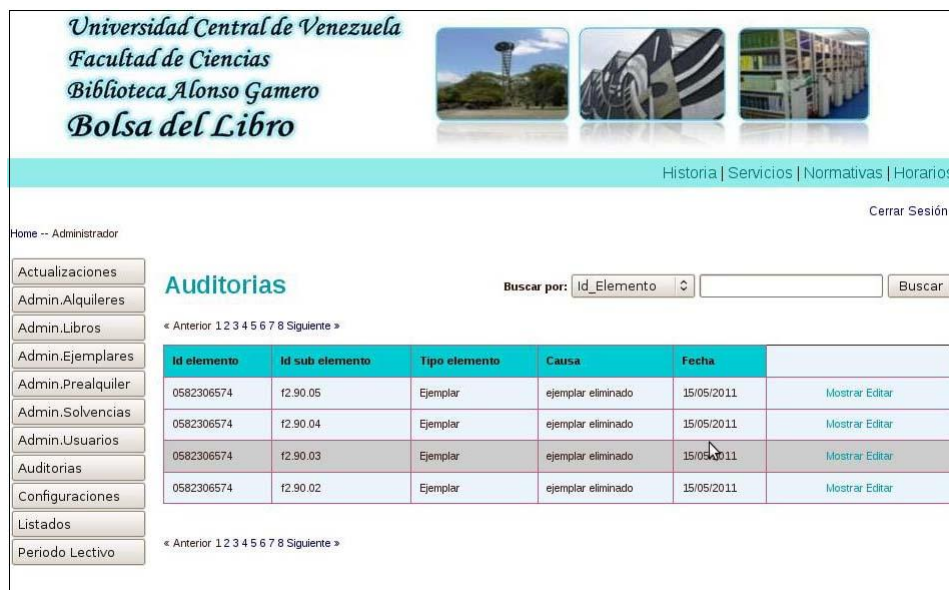 Universidad Central de Venezuela
Facultad de Ciencias
Biblioteca Alonso Gamero
Bolsa del Libro
Historia | Servicios | Normativas | Horarios
Cerrar Sesión
Home -- Administrador
Actualizaciones
Admin.Alquileres
Admin.Libros
Admin.Ejemplares
Admin.Prealquiler
Admin.Solvencias
Admin.Usuarios
Auditorias
Configuraciones
Listados
Periodo Lectivo
Auditorias
Buscar por: Id_Elemento Buscar
« Anterior 1 2 3 4 5 6 7 8 Siguiente »
Id elemento Id sub elemento Tipo elemento Causa Fecha
0582306574 f2.90.05 Ejemplar ejemplar eliminado 15/05/2011 Mostrar Editar
0582306574 f2.90.04 Ejemplar ejemplar eliminado 15/05/2011 Mostrar Editar
0582306574 f2.90.03 Ejemplar ejemplar eliminado 15/05/2011 Mostrar Editar
0582306574 f2.90.02 Ejemplar ejemplar eliminado 15/05/2011 Mostrar Editar
« Anterior 1 2 3 4 5 6 7 8 Siguiente »